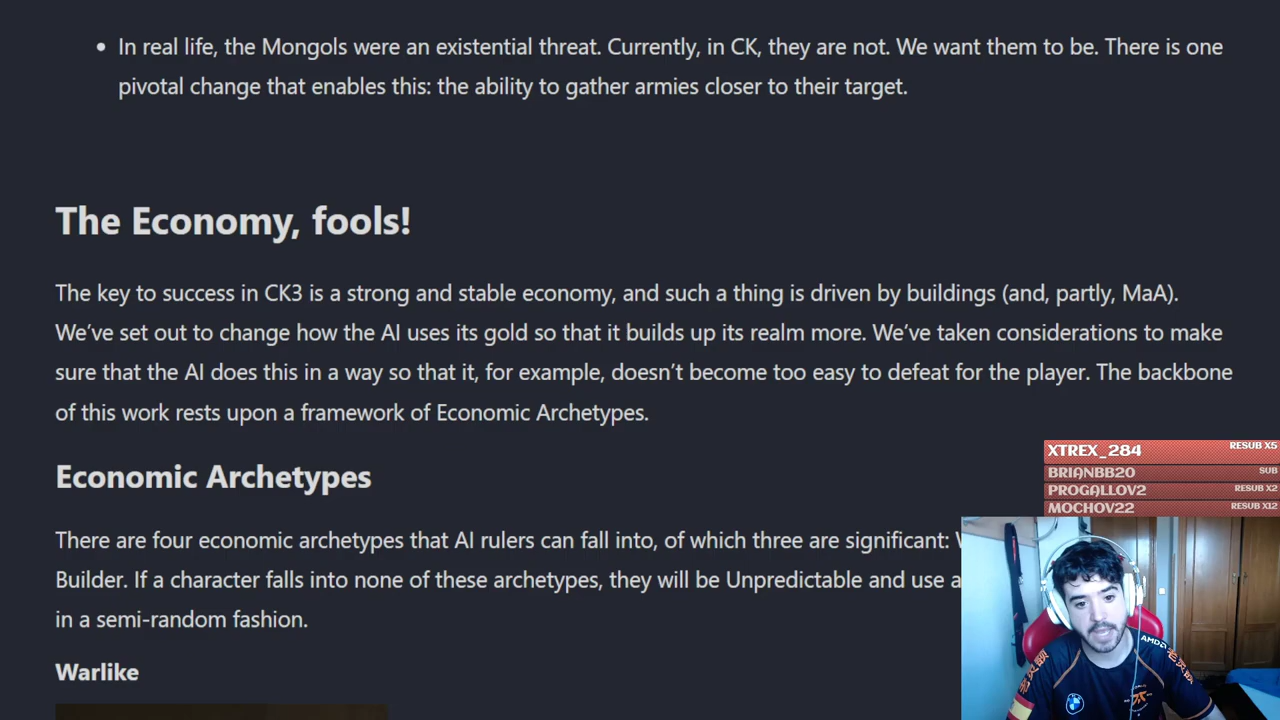 In real life, the Mongols were an existential threat. Currently, in CK, they are not. We want them to be. There is one
pivotal change that enables this: the ability to gather armies closer to their target.
The Economy, fools!
The key to success in CK3 is a strong and stable economy, and such a thing is driven by buildings (and, partly, MaA).
We’ve set out to change how the AI uses its gold so that it builds up its realm more. We’ve taken considerations to make
sure that the AI does this in a way so that it, for example, doesn’t become too easy to defeat for the player. The backbone
of this work rests upon a framework of Economic Archetypes.
Economic Archetypes
There are four economic archetypes that AI rulers can fall into, of which three are significant:
Builder. If a character falls into none of these archetypes, they will be Unpredictable and use a
in a semi-random fashion.
Warlike
XTREX_284 RESUB X5
BRIANBB20 SUB
PROGALLOV2 RESUB X2
MOCHOV22 RESUB X12
AMD